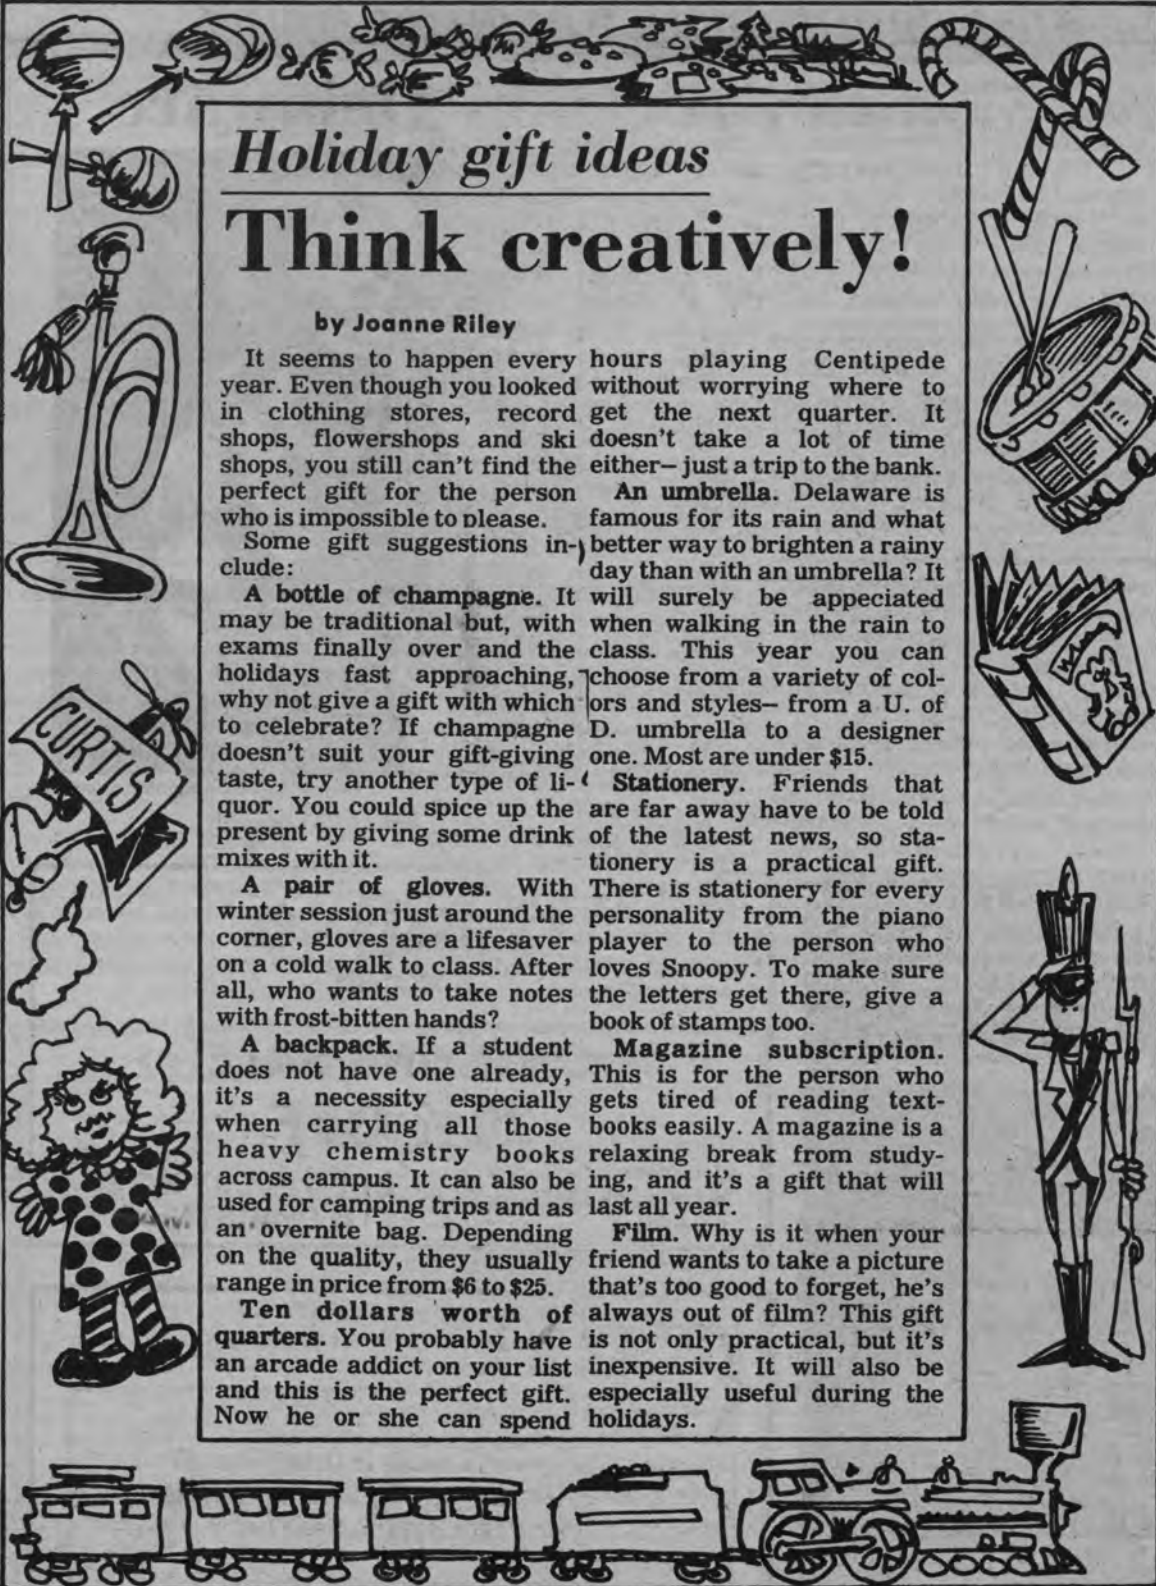 Holiday gift ideas
Think creatively!
by Joanne Riley
It seems to happen every
year. Even though you looked
in clothing stores, record
shops, flowershops and ski
shops, you still can't find the
perfect gift for the person
who is impossible to please.
Some gift suggestions in-
clude:
A bottle of champagne. It
may be traditional but, with
exams finally over and the
holidays fast approaching,
why not give a gift with which
to celebrate? If champagne
doesn't suit your gift-giving
taste, try another type of li-
quor. You could spice up the
present by giving some drink
mixes with it.
A pair of gloves. With
winter session just around the
corner, gloves are a lifesaver
on a cold walk to class. After
all, who wants to take notes
with frost-bitten hands?
A backpack. If a student
does not have one already,
it's a necessity especially
when carrying all those
heavy chemistry books
across campus. It can also be
used for camping trips and as
an overnite bag. Depending
on the quality, they usually
range in price from $6 to $25.
Ten dollars worth of
quarters. You probably have
an arcade addict on your list
and this is the perfect gift.
Now he or she can spend
hours playing Centipede
without worrying where to
get the next quarter. It
doesn't take a lot of time
either—just a trip to the bank.
An umbrella. Delaware is
famous for its rain and what
better way to brighten a rainy
day than with an umbrella? It
will surely be appeciated
when walking in the rain to
class. This year you can
choose from a variety of col-
ors and styles— from a U. of
D. umbrella to a designer
one. Most are under $15.
Stationery. Friends that
are far away have to be told
of the latest news, so sta-
tionery is a practical gift.
There is stationery for every
personality from the piano
player to the person who
loves Snoopy. To make sure
the letters get there, give a
book of stamps too.
Magazine subscription.
This is for the person who
gets tired of reading text-
books easily. A magazine is a
relaxing break from study-
ing, and it's a gift that will
last all year.
Film. Why is it when your
friend wants to take a picture
that's too good to forget, he's
always out of film? This gift
is not only practical, but it's
inexpensive. It will also be
especially useful during the
holidays.
CURTIS